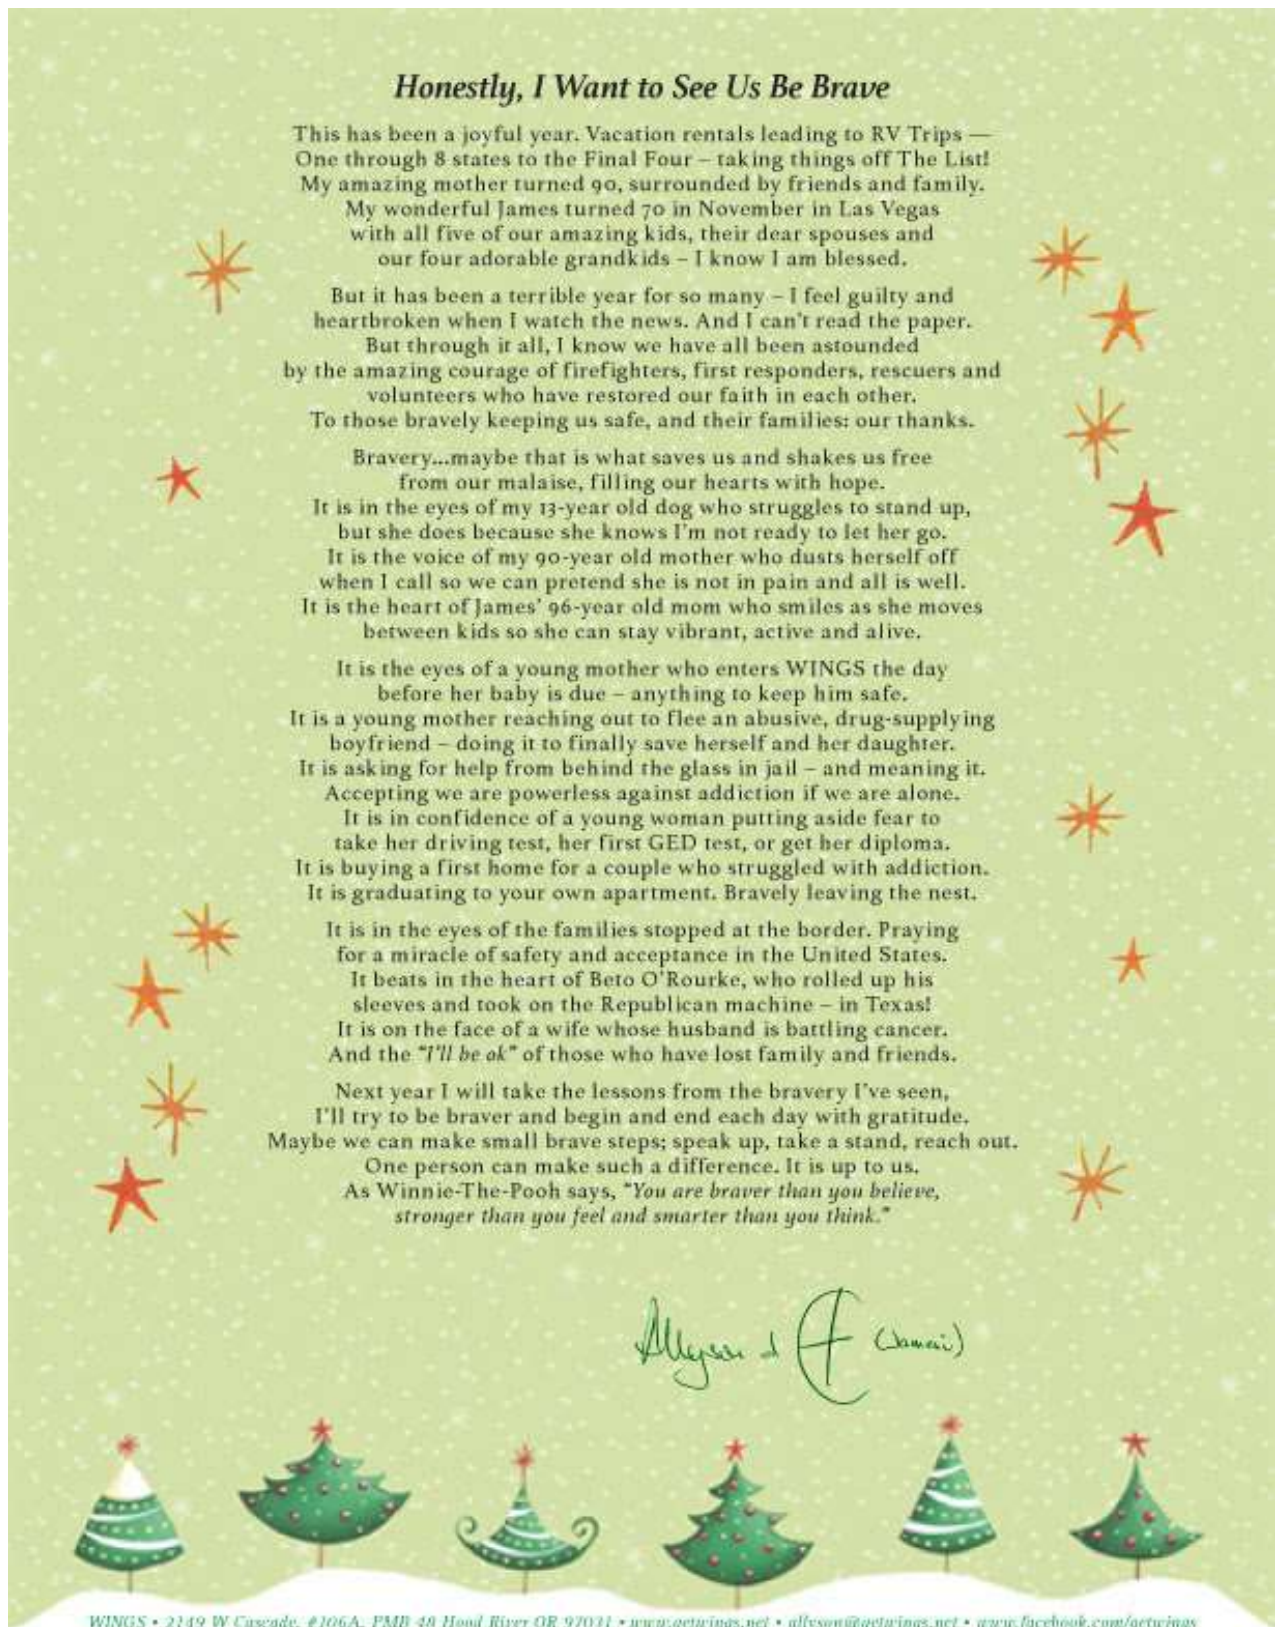 Honestly, I Want to See Us Be Brave
This has been a joyful year. Vacation rentals leading to RV Trips —
One through 8 states to the Final Four – taking things off The List!
My amazing mother turned 90, surrounded by friends and family.
My wonderful James turned 70 in November in Las Vegas
with all five of our amazing kids, their dear spouses and
our four adorable grandkids – I know I am blessed.
But it has been a terrible year for so many – I feel guilty and
heartbroken when I watch the news. And I can't read the paper.
But through it all, I know we have all been astounded
by the amazing courage of firefighters, first responders, rescuers and
volunteers who have restored our faith in each other.
To those bravely keeping us safe, and their families: our thanks.
Bravery...maybe that is what saves us and shakes us free
from our malaise, filling our hearts with hope.
It is in the eyes of my 13-year old dog who struggles to stand up,
but she does because she knows I'm not ready to let her go.
It is the voice of my 90-year old mother who dusts herself off
when I call so we can pretend she is not in pain and all is well.
It is the heart of James' 96-year old mom who smiles as she moves
between kids so she can stay vibrant, active and alive.
It is the eyes of a young mother who enters WINGS the day
before her baby is due – anything to keep him safe.
It is a young mother reaching out to flee an abusive, drug-supplying
boyfriend – doing it to finally save herself and her daughter.
It is asking for help from behind the glass in jail – and meaning it.
Accepting we are powerless against addiction if we are alone.
It is in confidence of a young woman putting aside fear to
take her driving test, her first GED test, or get her diploma.
It is buying a first home for a couple who struggled with addiction.
It is graduating to your own apartment. Bravely leaving the nest.
It is in the eyes of the families stopped at the border. Praying
for a miracle of safety and acceptance in the United States.
It beats in the heart of Beto O'Rourke, who rolled up his
sleeves and took on the Republican machine – in Texas!
It is on the face of a wife whose husband is battling cancer.
And the "I'll be ok" of those who have lost family and friends.
Next year I will take the lessons from the bravery I've seen,
I'll try to be braver and begin and end each day with gratitude.
Maybe we can make small brave steps; speak up, take a stand, reach out.
One person can make such a difference. It is up to us.
As Winnie-The-Pooh says, "You are braver than you believe,
stronger than you feel and smarter than you think."
WINGS • 2149 W Cascade, #106A, PMB 48 Hood River OR 97031 • www.getwings.net • allyson@getwings.net • www.facebook.com/getwings